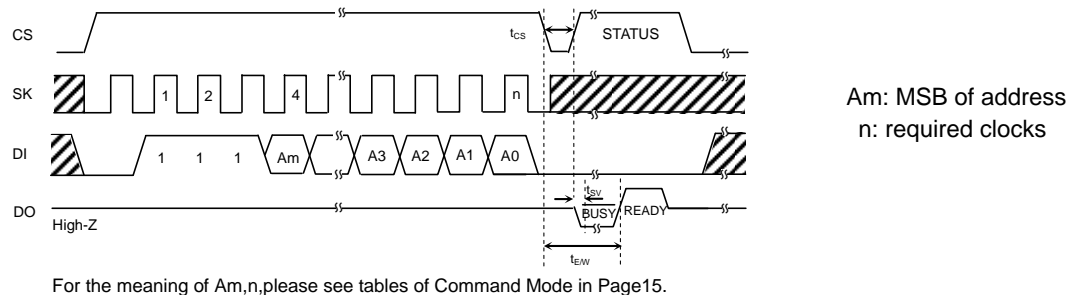 CS
tCS
STATUS
SK
1 2 4 n
DI
1 1 1 Am A3 A2 A1 A0
tSV
DO
BUSY READY
High-Z
tE/W
Am: MSB of address
n: required clocks
For the meaning of Am,n,please see tables of Command Mode in Page15.